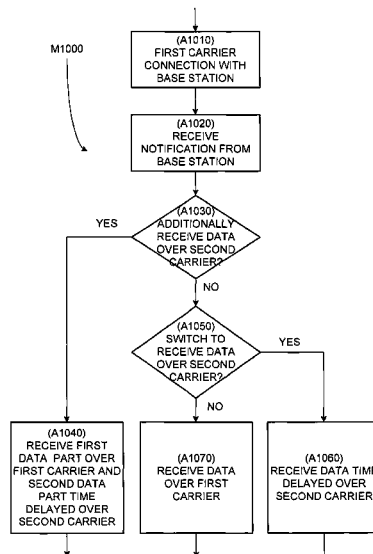 (A1010)
FIRST CARRIER
CONNECTION WITH
BASE STATION
M1000
(A1020)
RECEIVE
NOTIFICATION FROM
BASE STATION
(A1030)
ADDITIONALLY
RECEIVE DATA
OVER SECOND
CARRIER?
YES
NO
(A1050)
SWITCH TO
RECEIVE DATA
OVER SECOND
CARRIER?
YES
NO
(A1040)
RECEIVE FIRST
DATA PART OVER
FIRST CARRIER AND
SECOND DATA
PART TIME
DELAYED OVER
SECOND CARRIER
(A1070)
RECEIVE DATA
OVER FIRST
CARRIER
(A1060)
RECEIVE DATA TIME
DELAYED OVER
SECOND CARRIER